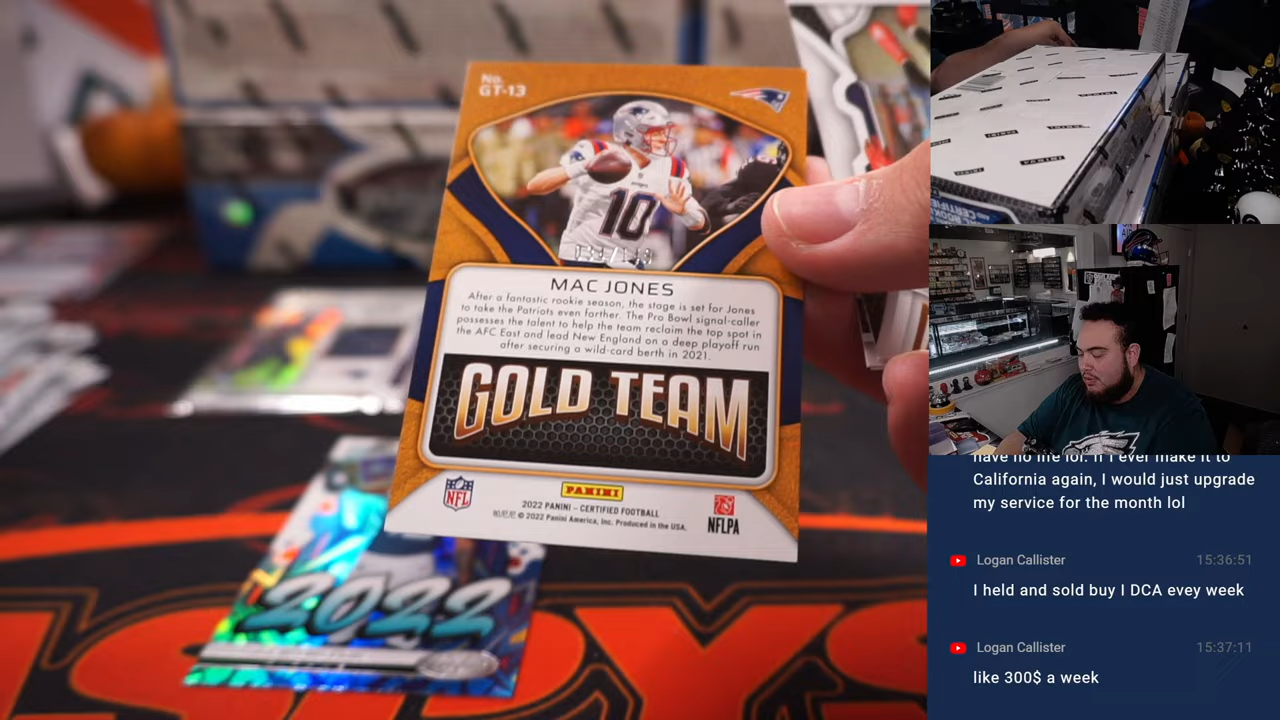 No.
GT-13
10
MAC JONES
After a fantastic rookie season, the stage is set for Jones
to take the Patriots even farther. The Pro Bowl signal-caller
possesses the talent to help the team reclaim the top spot in
the AFC East and lead New England on a deep playoff run
after securing a wild-card berth in 2021.
GOLD TEAM
NFL
PANINI
2022 PANINI – CERTIFIED FOOTBALL
© 2022 Panini America, Inc. Produced in the USA.
NFLPA
2022
PANINI
have no life lol. If I ever make it to
California again, I would just upgrade
my service for the month lol
Logan Callister 15:36:51
I held and sold buy I DCA evey week
Logan Callister 15:37:11
like 300$ a week